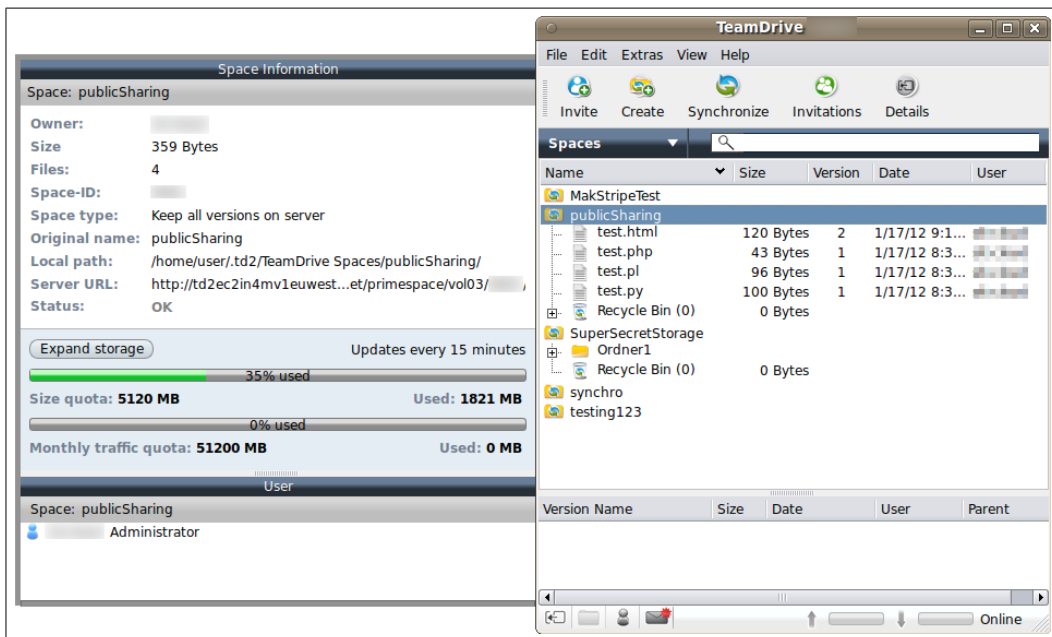 Space Information
Space: publicSharing
Owner:
Size 359 Bytes
Files: 4
Space-ID:
Space type: Keep all versions on server
Original name: publicSharing
Local path: /home/user/.td2/TeamDrive Spaces/publicSharing/
Server URL: http://td2ec2in4mv1euwest...et/primespace/vol03/ /
Status: OK
Expand storage Updates every 15 minutes
35% used
Size quota: 5120 MB Used: 1821 MB
0% used
Monthly traffic quota: 51200 MB Used: 0 MB
User
Space: publicSharing
Administrator
TeamDrive
File Edit Extras View Help
Invite Create Synchronize Invitations Details
Spaces
Name Size Version Date User
MakStripeTest
publicSharing
test.html 120 Bytes 2 1/17/12 9:1...
test.php 43 Bytes 1 1/17/12 8:3...
test.pl 96 Bytes 1 1/17/12 8:3...
test.py 100 Bytes 1 1/17/12 8:3...
Recycle Bin (0) 0 Bytes
SuperSecretStorage
Ordner1
Recycle Bin (0) 0 Bytes
synchro
testing123
Version Name Size Date User Parent
Online